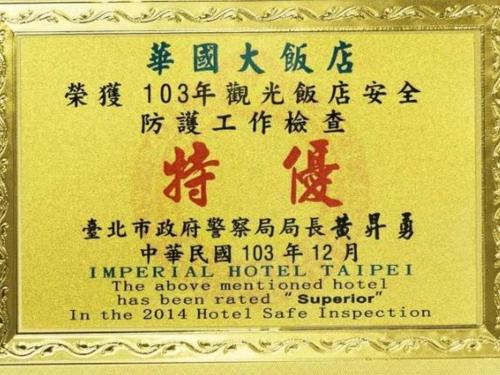 華國大飯店
榮獲 103年觀光飯店安全
防護工作檢查
特優
臺北市政府警察局局長黃昇勇
中華民國103年12月
IMPERIAL HOTEL TAIPEI
The above mentioned hotel
has been rated “Superior”
In the 2014 Hotel Safe Inspection